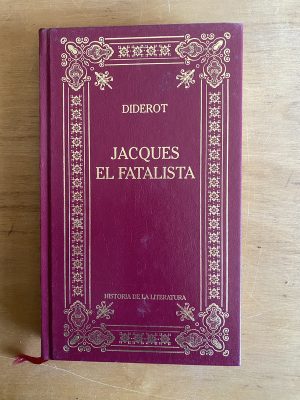 DIDEROT
JACQUES
EL FATALISTA
HISTORIA DE LA LITERATURA